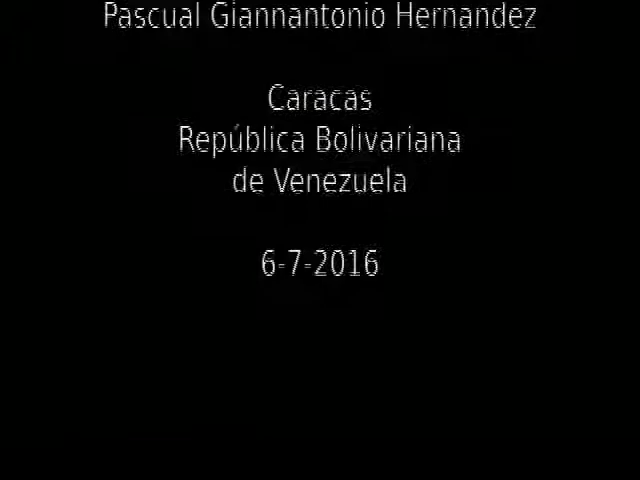 Pascual Giannantonio Hernandez
Caracas
República Bolivariana
de Venezuela
6-7-2016